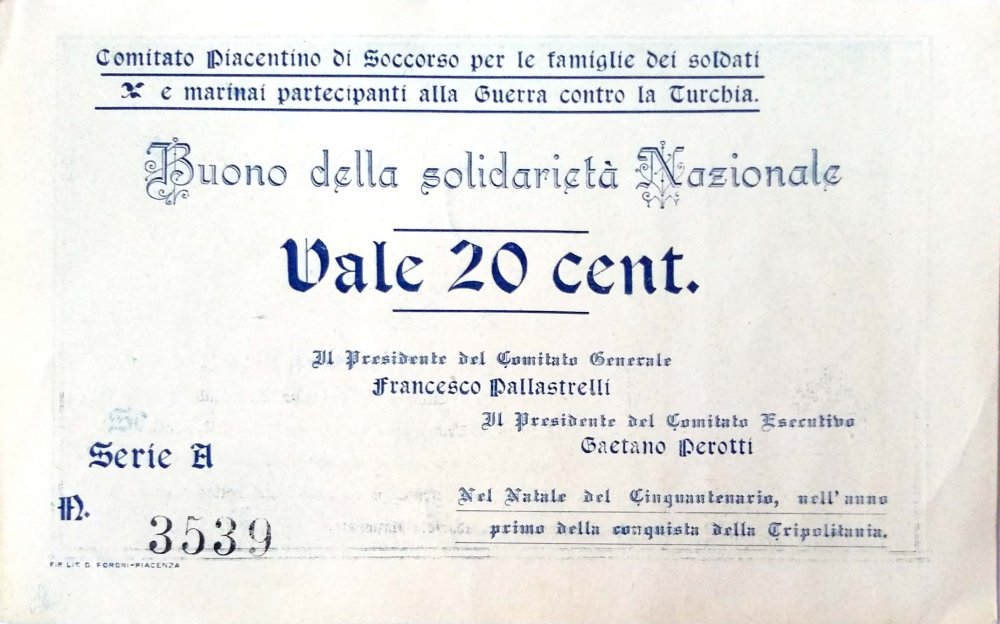 Comitato Piacentino di Soccorso per le famiglie dei soldati
e marinai partecipanti alla Guerra contro la Turchia.
Buono della solidarietà Nazionale
Vale 20 cent.
Il Presidente del Comitato Generale
Francesco Pallastrelli
Il Presidente del Comitato Esecutivo
Gaetano Perotti
Serie A
N. 3539
Nel Natale del Cinquantenario, nell'anno
primo della conquista della Tripolitania.
TIP. LIT. D. FORONI-PIACENZA